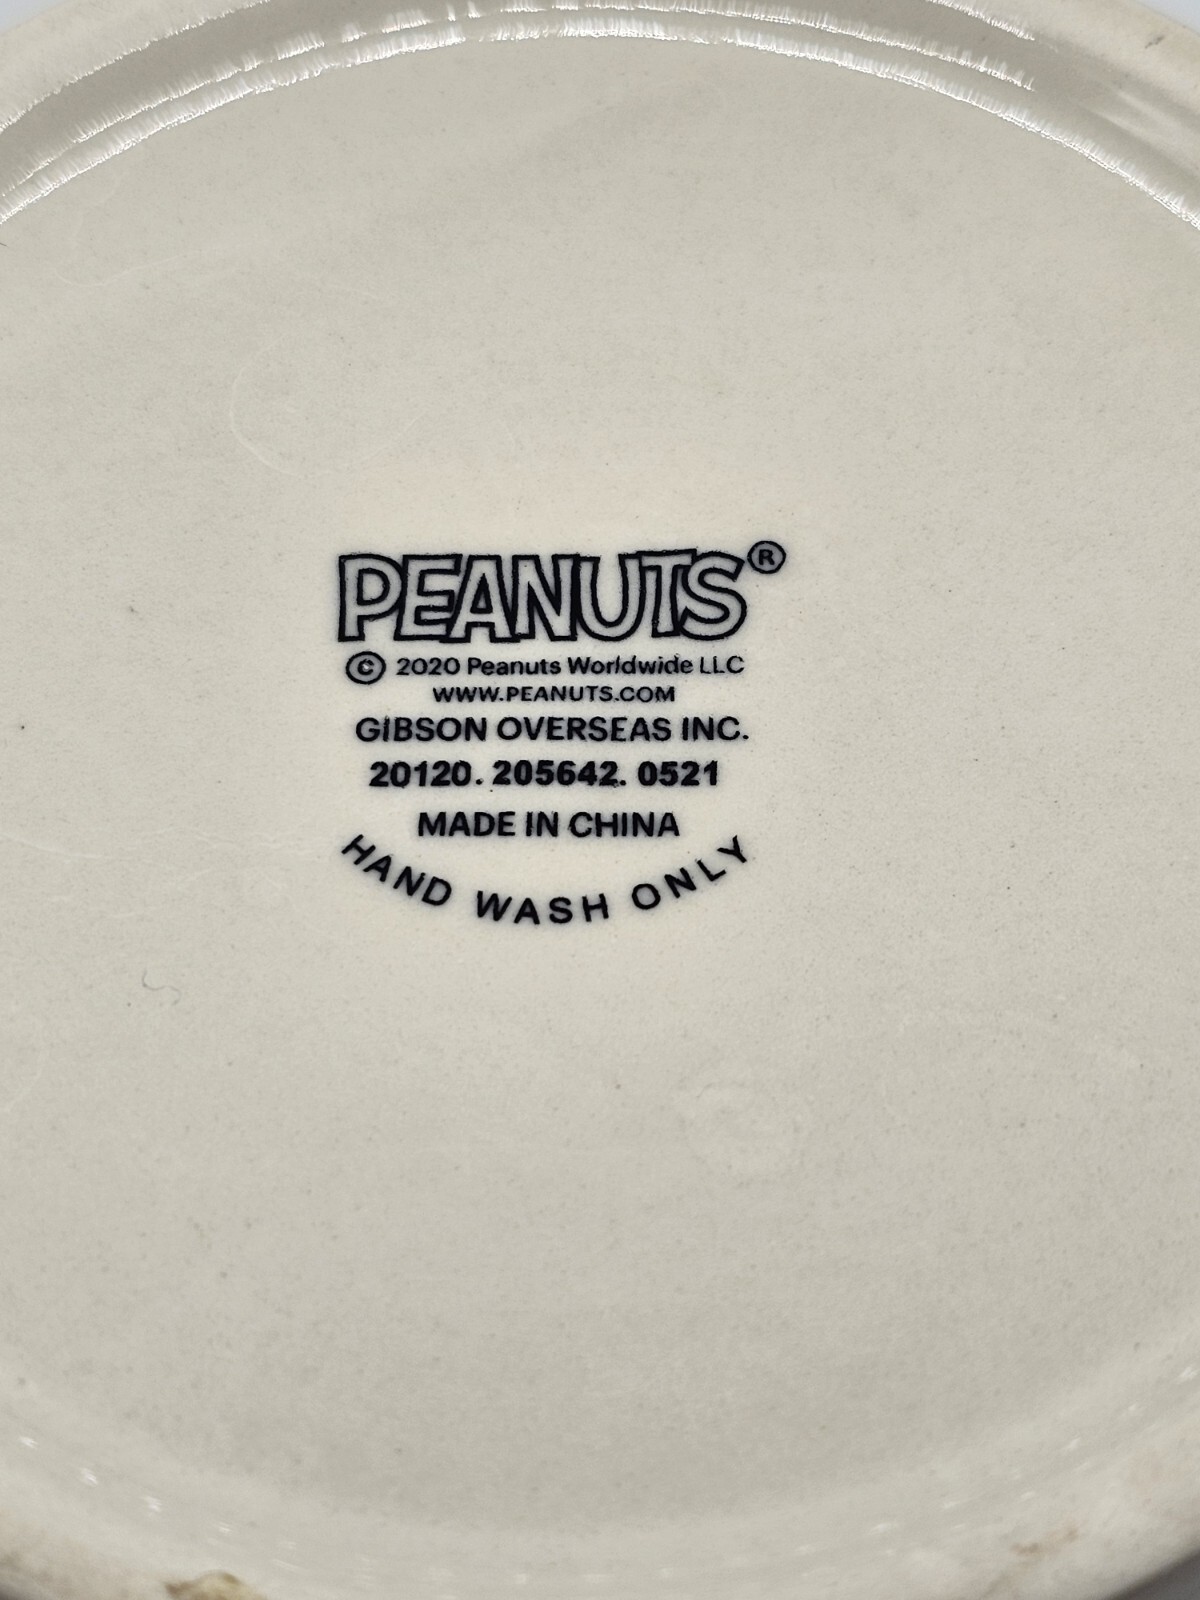 PEANUTS®
© 2020 Peanuts Worldwide LLC
WWW.PEANUTS.COM
GIBSON OVERSEAS INC.
20120. 205642. 0521
MADE IN CHINA
HAND WASH ONLY